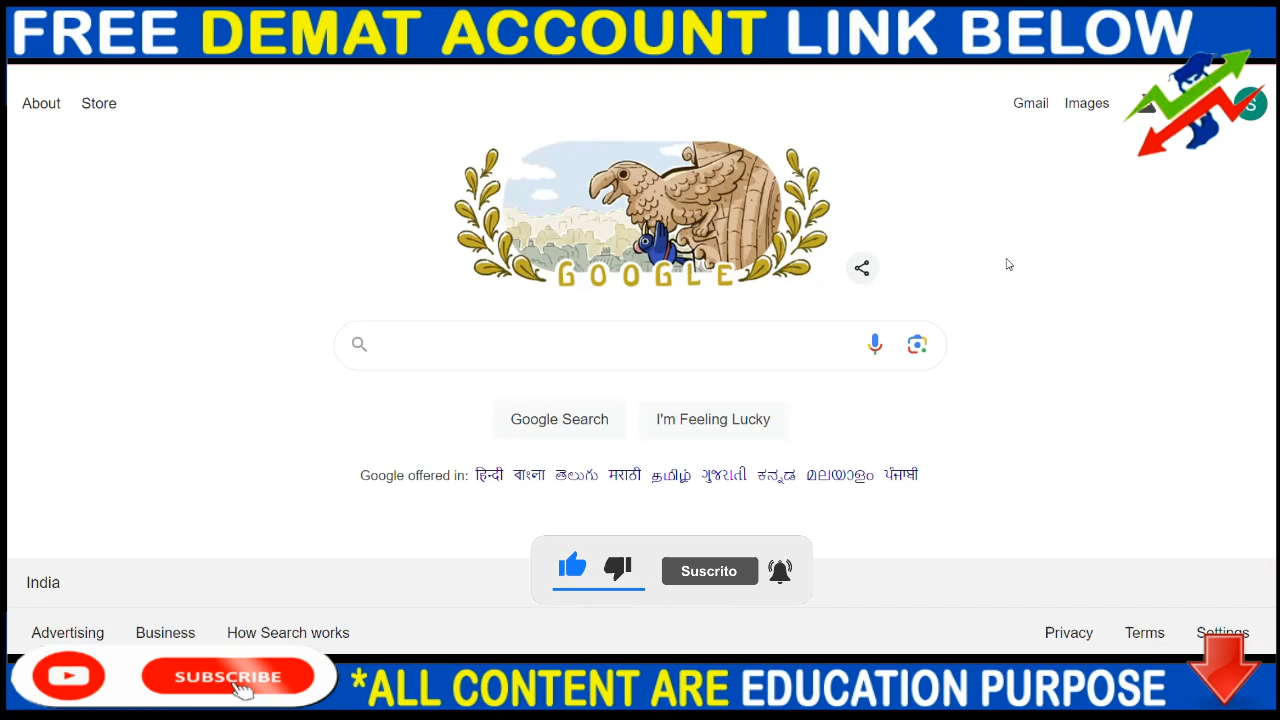 FREE DEMAT ACCOUNT LINK BELOW
About Store Gmail Images S
GOOGLE
Google Search I'm Feeling Lucky
Google offered in: हिन्दी বাংলা తెలుగు मराठी தமிழ் ગુજરાતી ಕನ್ನಡ മലയാളം ਪੰਜਾਬੀ
Suscrito
India
Advertising Business How Search works Privacy Terms Settings
SUBSCRIBE
*ALL CONTENT ARE EDUCATION PURPOSE